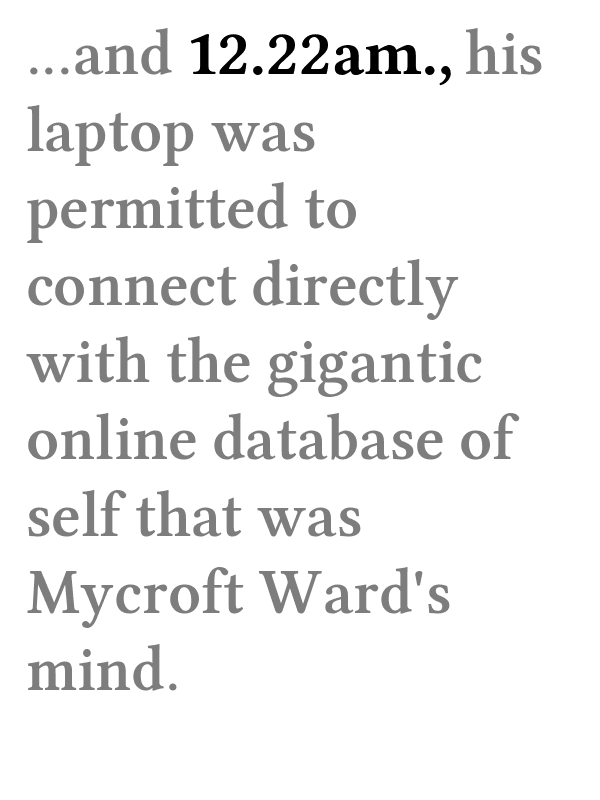 ...and 12.22am., his
laptop was
permitted to
connect directly
with the gigantic
online database of
self that was
Mycroft Ward's
mind.